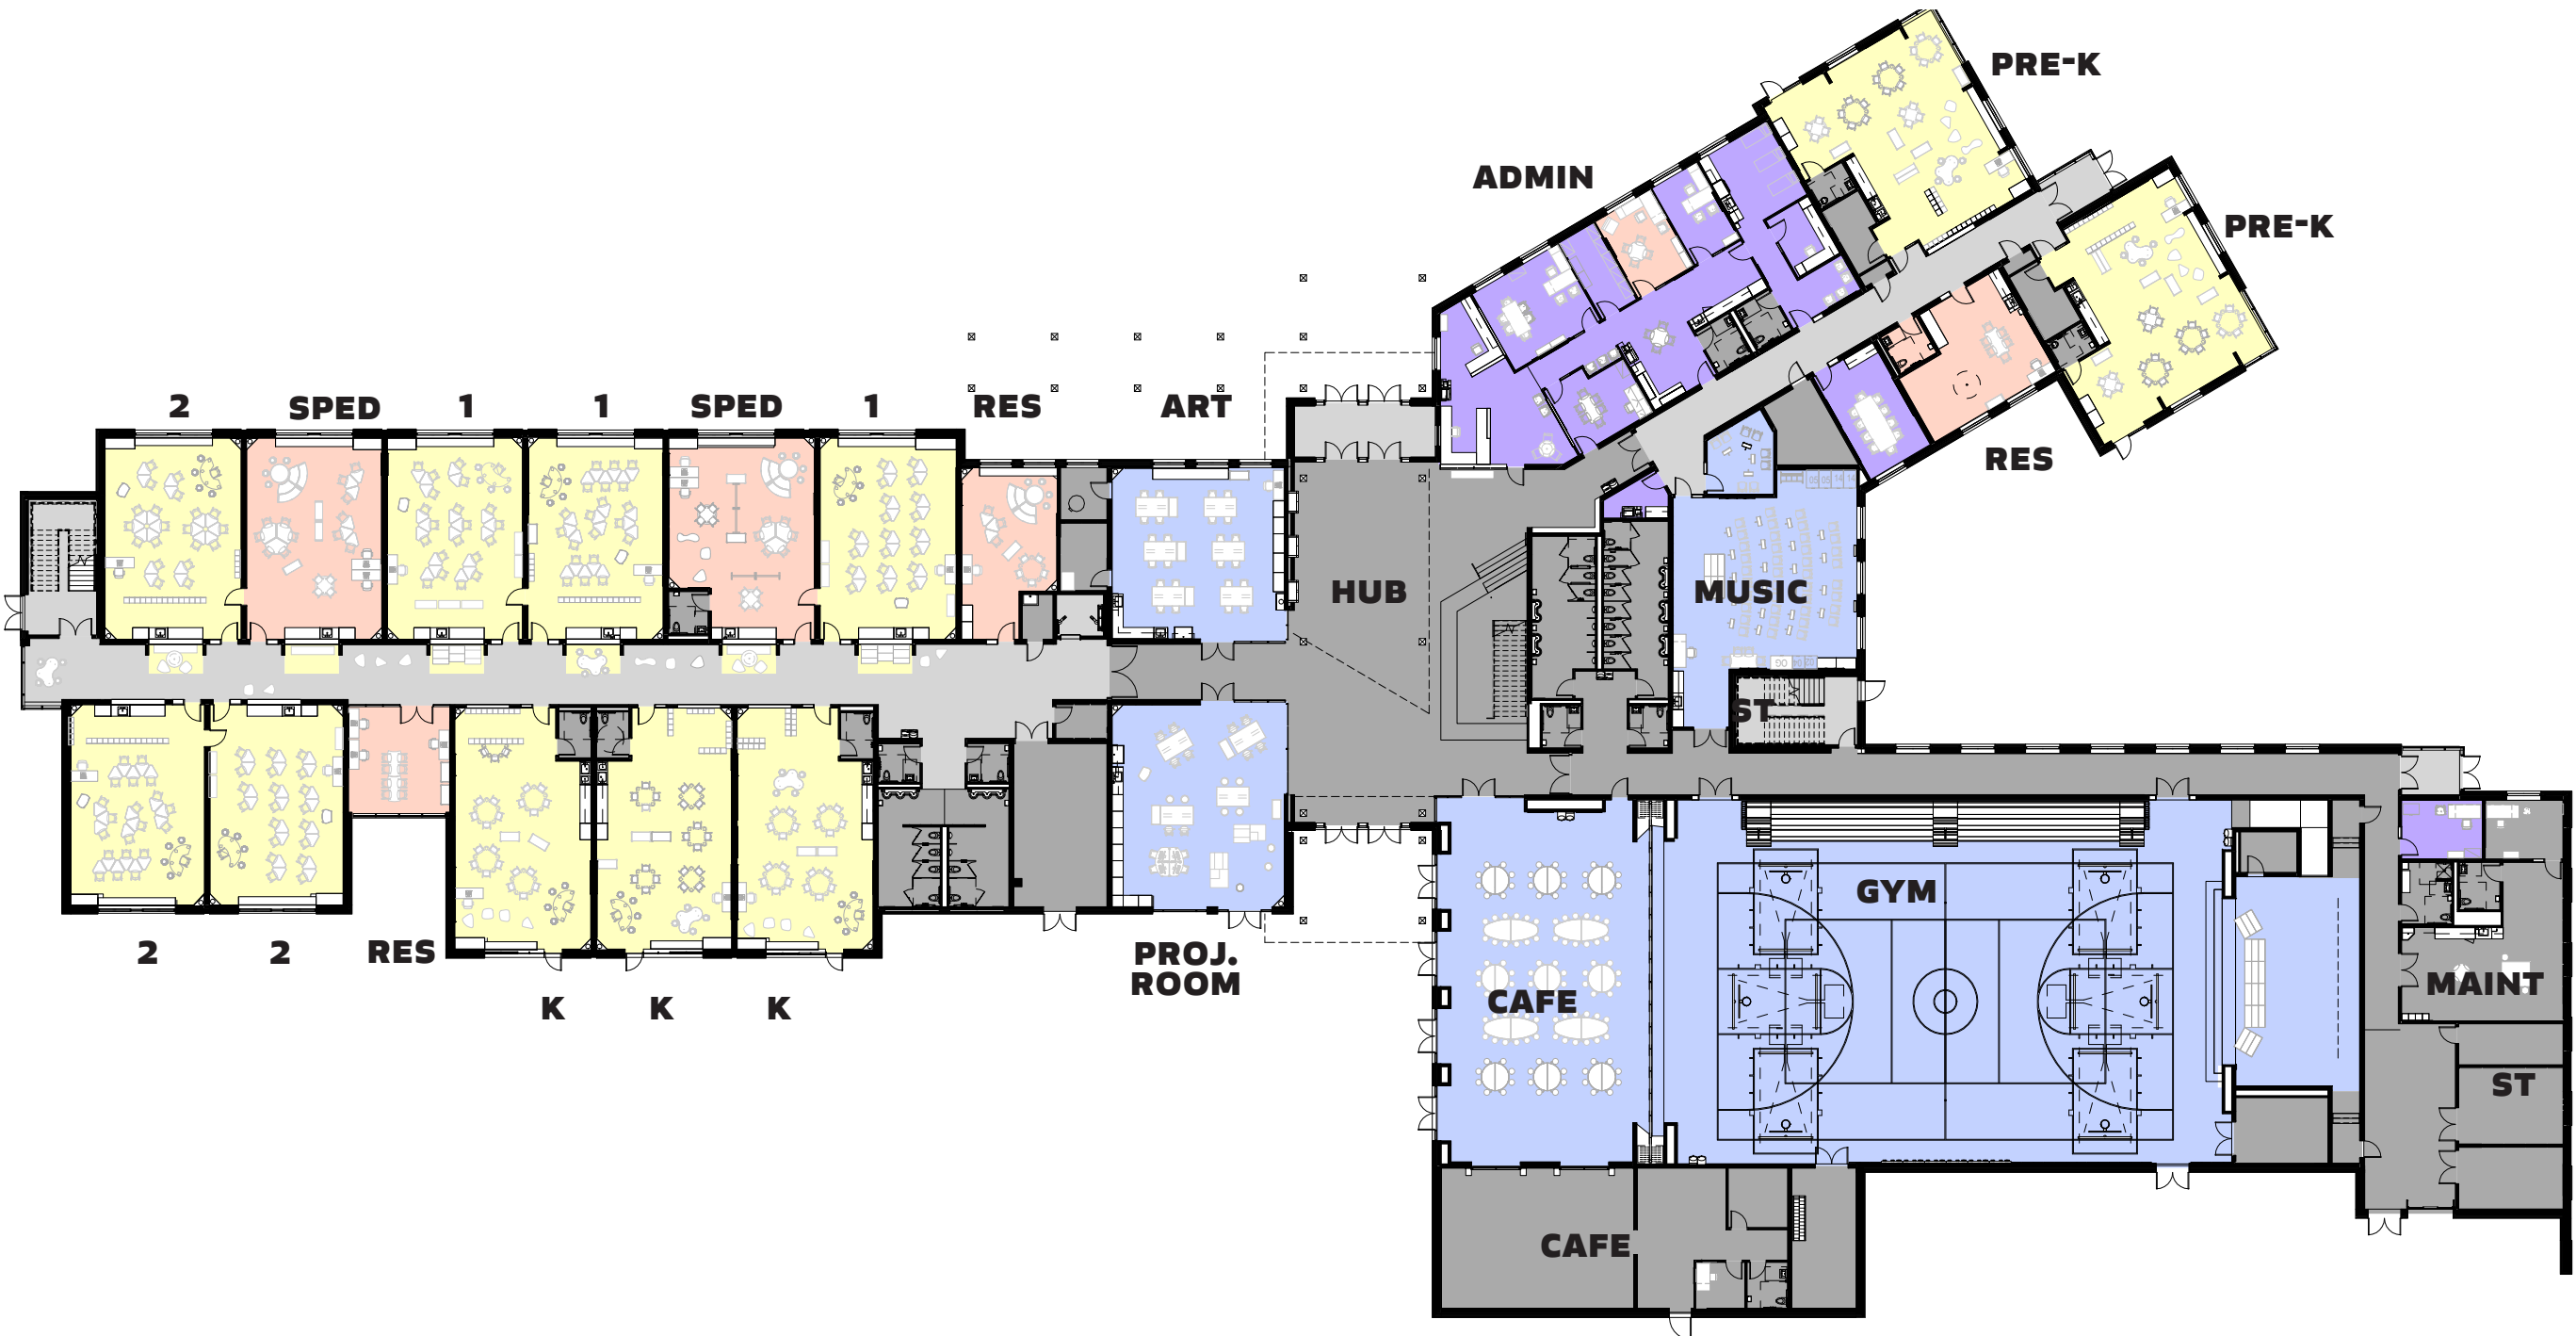 PRE-K
ADMIN
PRE-K
2
SPED
1
1
SPED
1
RES
ART
RES
HUB
MUSIC
ST
GYM
2
2
RES
PROJ.
ROOM
K
K
K
CAFE
MAINT
ST
CAFE